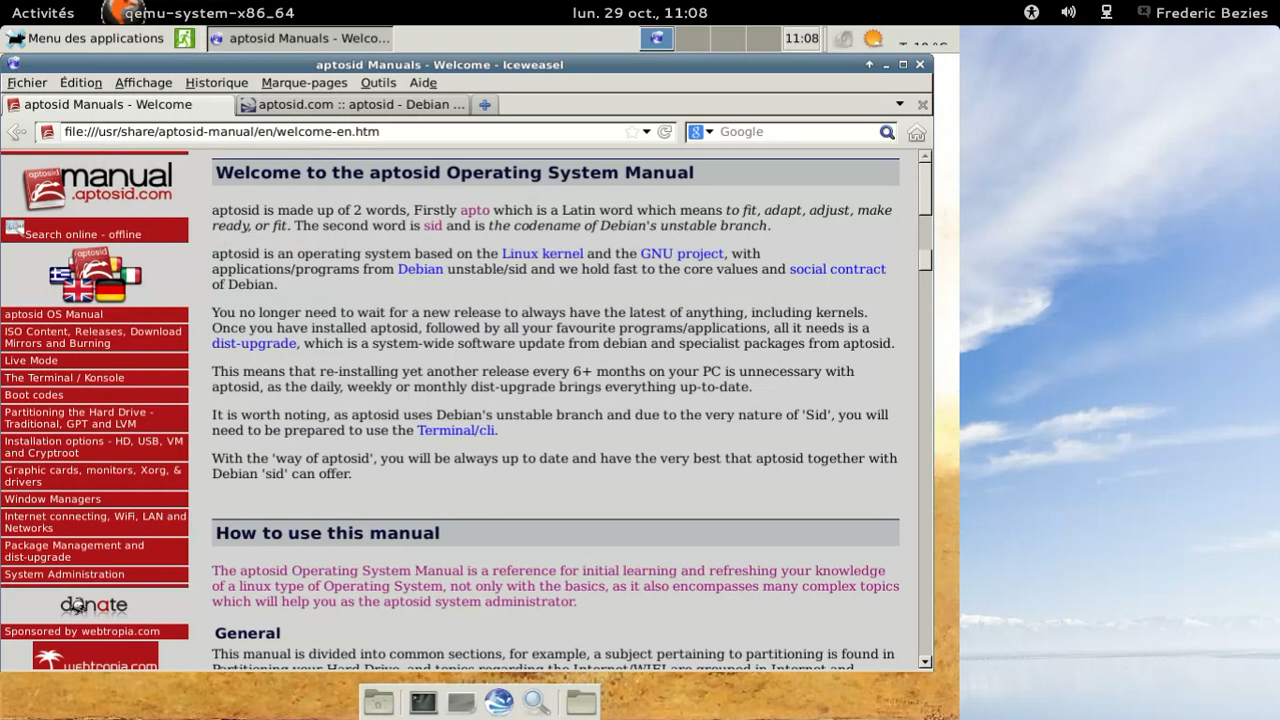 Activités qemu-system-x86_64 lun. 29 oct., 11:08 Frederic Bezies
Menu des applications aptosid Manuals - Welco... 11:08
aptosid Manuals - Welcome - Iceweasel
Fichier Édition Affichage Historique Marque-pages Outils Aide
aptosid Manuals - Welcome aptosid.com :: aptosid - Debian ...
file:///usr/share/aptosid-manual/en/welcome-en.htm Google
manual
.aptosid.com
Search online - offline
aptosid OS Manual
ISO Content, Releases, Download
Mirrors and Burning
Live Mode
The Terminal / Konsole
Boot codes
Partitioning the Hard Drive -
Traditional, GPT and LVM
Installation options - HD, USB, VM
and Cryptroot
Graphic cards, monitors, Xorg, &
drivers
Window Managers
Internet connecting, WiFi, LAN and
Networks
Package Management and
dist-upgrade
System Administration
donate
Sponsored by webtropia.com
webtropia.com
Welcome to the aptosid Operating System Manual
aptosid is made up of 2 words, Firstly apto which is a Latin word which means to fit, adapt, adjust, make
ready, or fit. The second word is sid and is the codename of Debian's unstable branch.
aptosid is an operating system based on the Linux kernel and the GNU project, with
applications/programs from Debian unstable/sid and we hold fast to the core values and social contract
of Debian.
You no longer need to wait for a new release to always have the latest of anything, including kernels.
Once you have installed aptosid, followed by all your favourite programs/applications, all it needs is a
dist-upgrade, which is a system-wide software update from debian and specialist packages from aptosid.
This means that re-installing yet another release every 6+ months on your PC is unnecessary with
aptosid, as the daily, weekly or monthly dist-upgrade brings everything up-to-date.
It is worth noting, as aptosid uses Debian's unstable branch and due to the very nature of 'Sid', you will
need to be prepared to use the Terminal/cli.
With the 'way of aptosid', you will be always up to date and have the very best that aptosid together with
Debian 'sid' can offer.
How to use this manual
The aptosid Operating System Manual is a reference for initial learning and refreshing your knowledge
of a linux type of Operating System, not only with the basics, as it also encompasses many complex topics
which will help you as the aptosid system administrator.
General
This manual is divided into common sections, for example, a subject pertaining to partitioning is found in
Partitioning your Hard Drive, and topics regarding the Internet/WIFI are grouped in Internet and